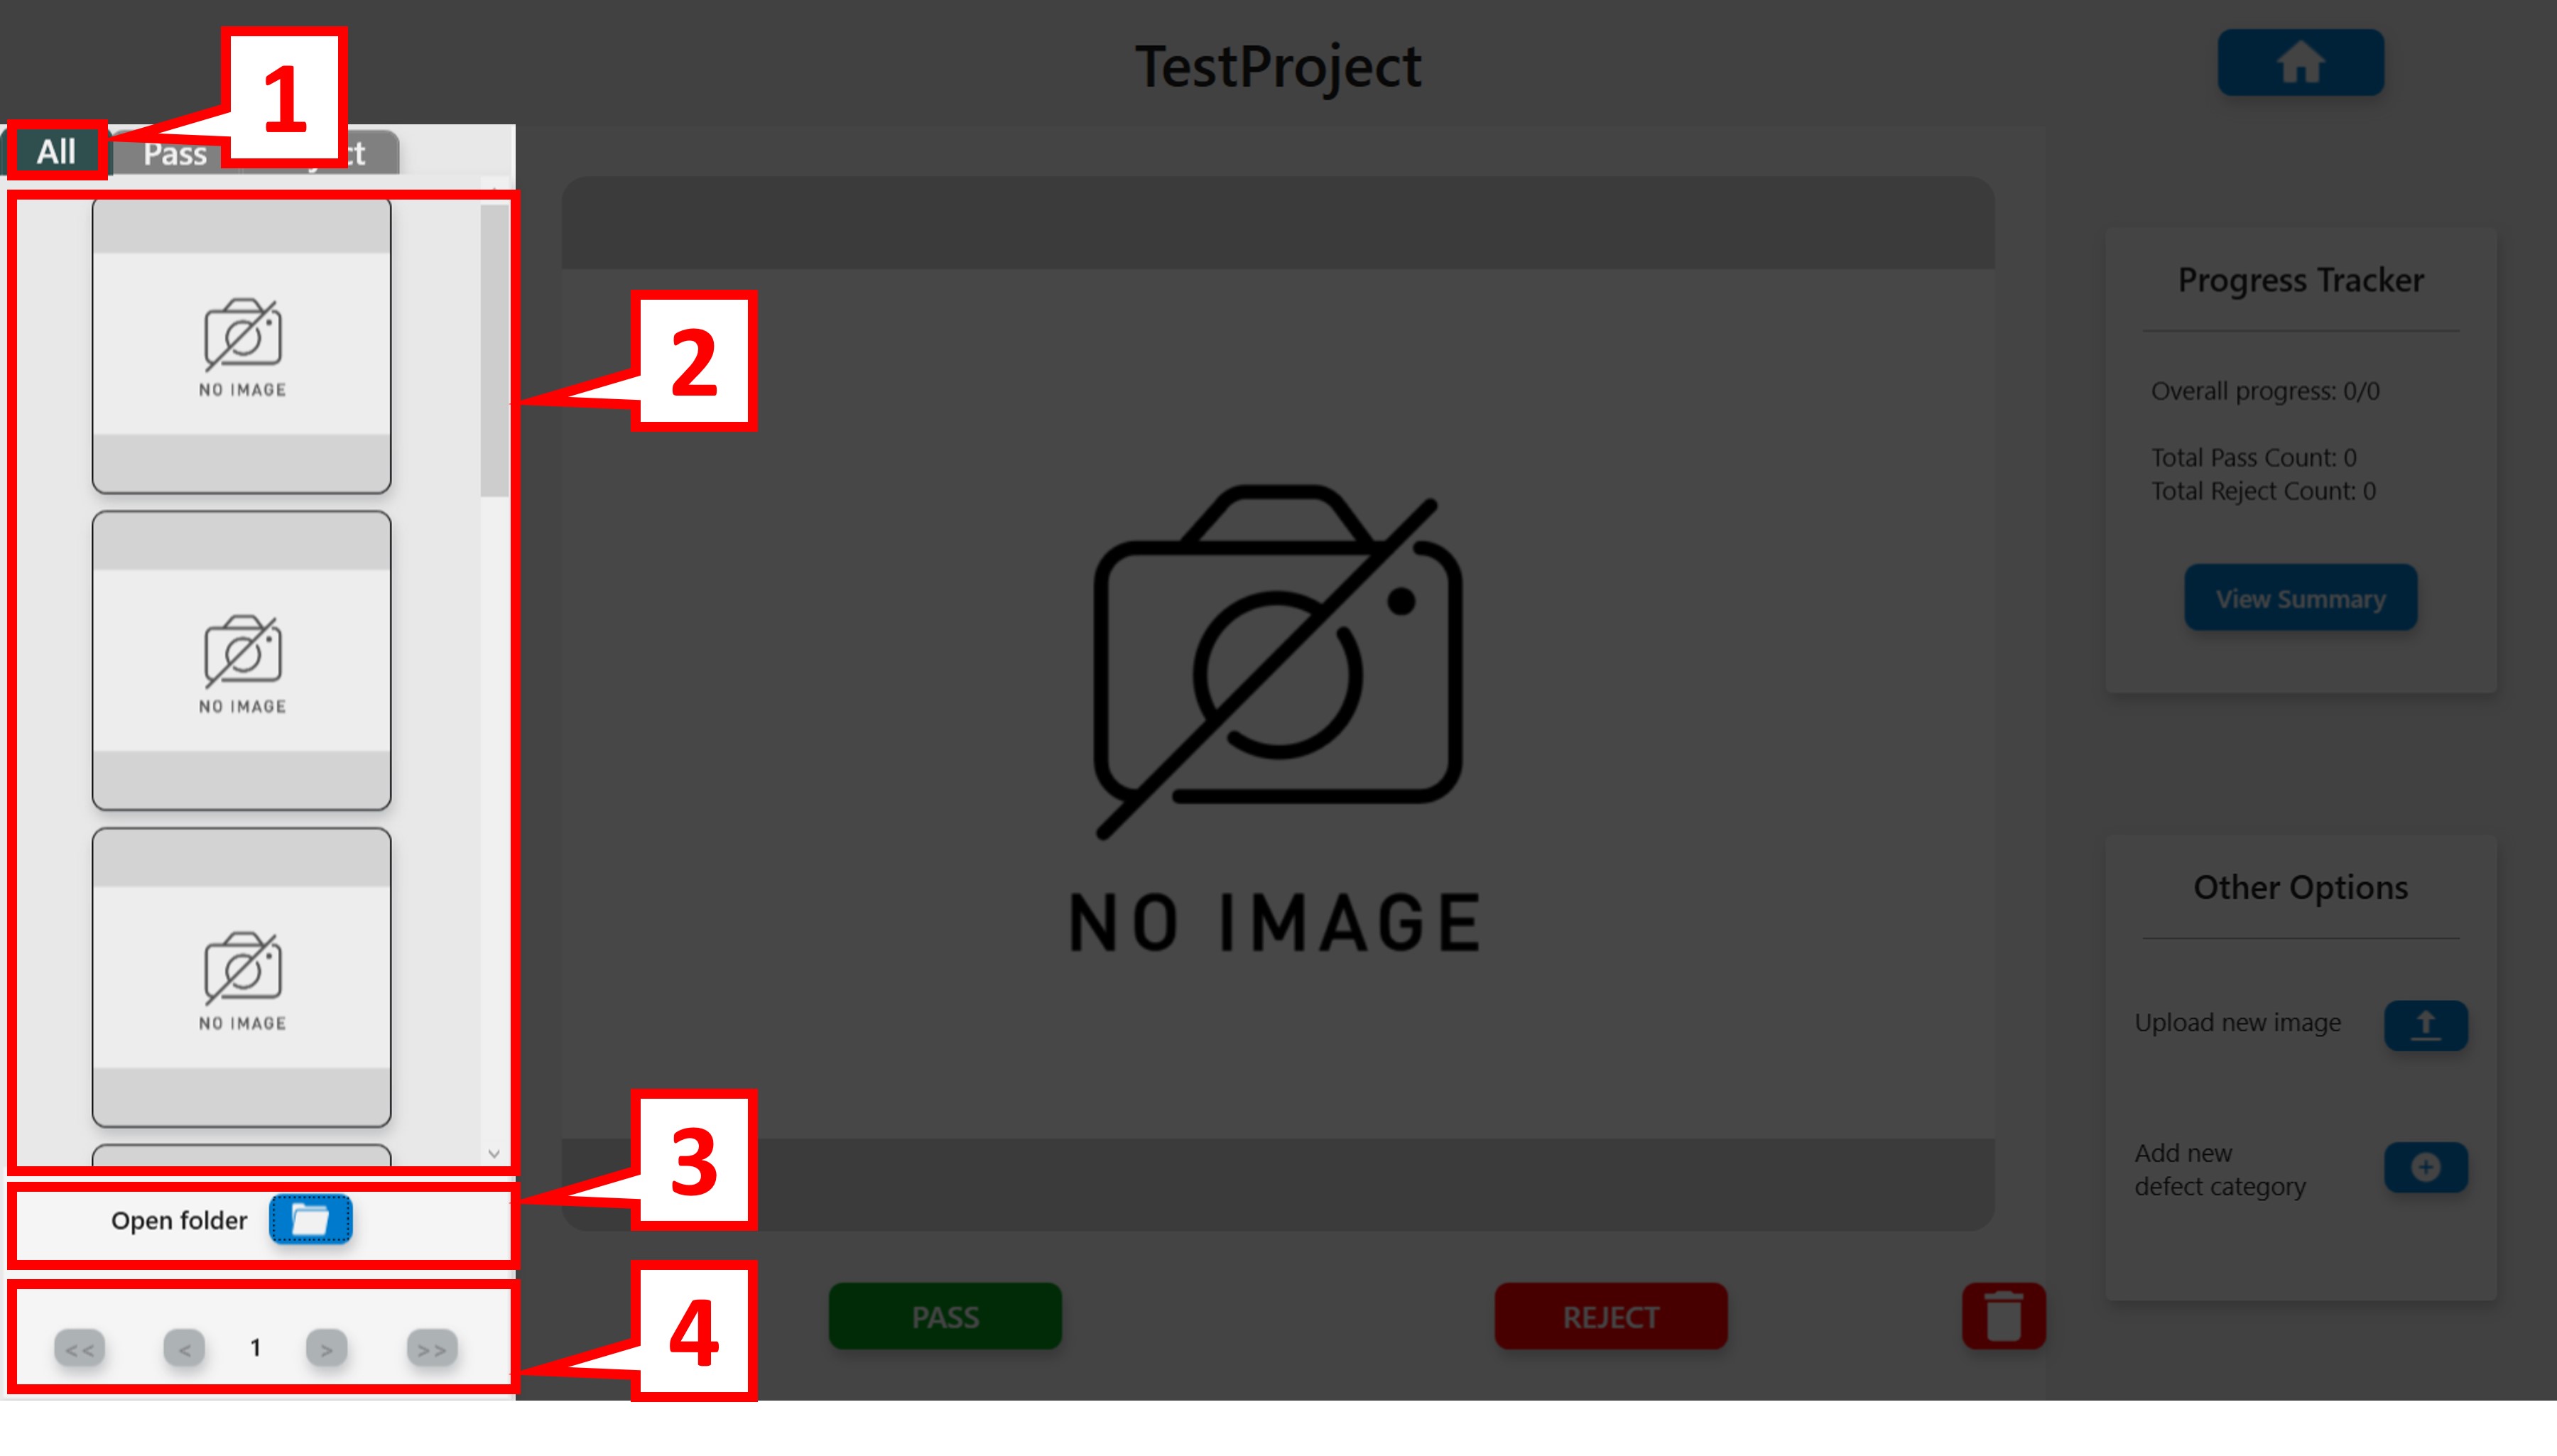 TestProject
1
All
Pass
ct
2
NO IMAGE
NO IMAGE
NO IMAGE
3
Open folder
4
<<
<
1
>
>>
NO IMAGE
PASS
REJECT
Progress Tracker
Overall progress: 0/0
Total Pass Count: 0
Total Reject Count: 0
View Summary
Other Options
Upload new image
Add new
defect category